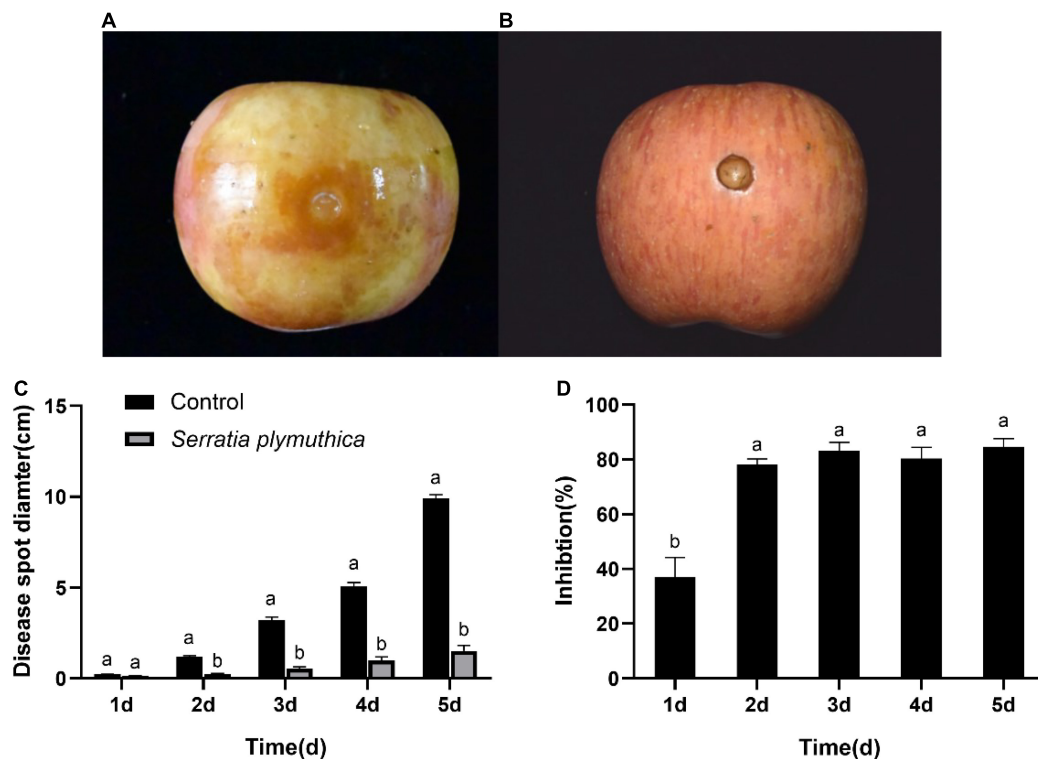 A
B
C
Disease spot diamter(cm)
15
10
5
0
Control
Serratia plymuthica
a a
a b
a b
a b
a b
1d 2d 3d 4d 5d
Time(d)
D
Inhibtion(%)
100
80
60
40
20
0
b a a a a
1d 2d 3d 4d 5d
Time(d)